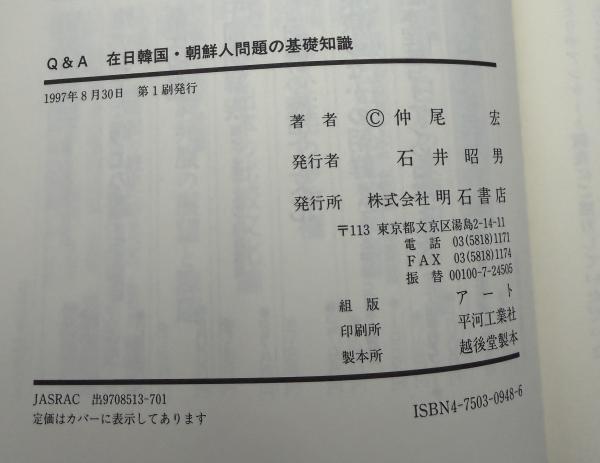 Q&A 在日韓国・朝鮮人問題の基礎知識
1997年8月30日 第1刷発行
著者 ©仲尾 宏
発行者 石井昭男
発行所 株式会社 明石書店
〒113 東京都文京区湯島2-14-11
電話 03(5818)1171
FAX 03(5818)1174
振替 00100-7-24505
組版 アート
印刷所 平河工業社
製本所 越後堂製本
JASRAC 出9708513-701
定価はカバーに表示してあります
ISBN4-7503-0948-6